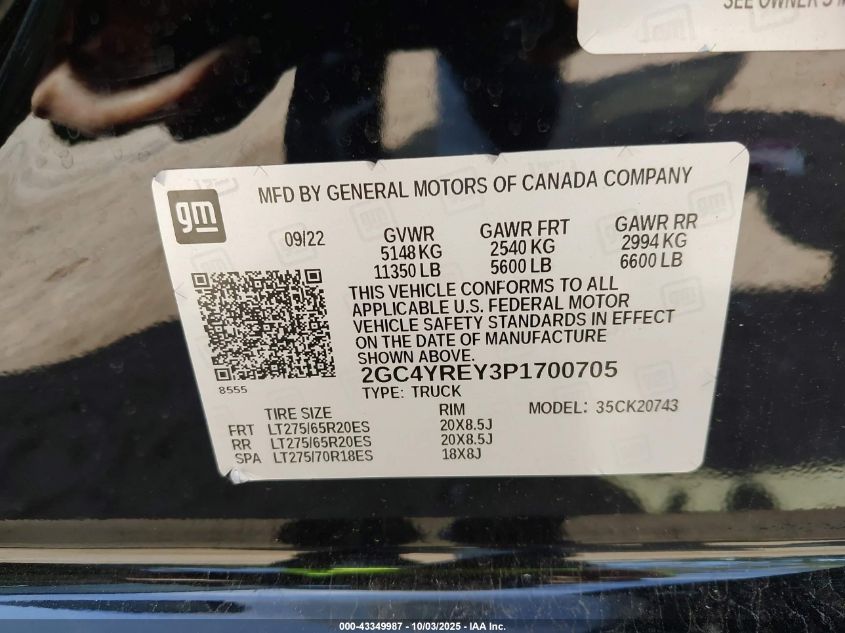 SEE OWNER'S M
gm
MFD BY GENERAL MOTORS OF CANADA COMPANY
09/22
GVWR GAWR FRT GAWR RR
5148 KG 2540 KG 2994 KG
11350 LB 5600 LB 6600 LB
THIS VEHICLE CONFORMS TO ALL
APPLICABLE U.S. FEDERAL MOTOR
VEHICLE SAFETY STANDARDS IN EFFECT
ON THE DATE OF MANUFACTURE
SHOWN ABOVE.
8555
2GC4YREY3P1700705
TYPE: TRUCK
MODEL: 35CK20743
TIRE SIZE RIM
FRT LT275/65R20ES 20X8.5J
RR LT275/65R20ES 20X8.5J
SPA LT275/70R18ES 18X8J
000-43349987 - 10/03/2025 - IAA Inc.